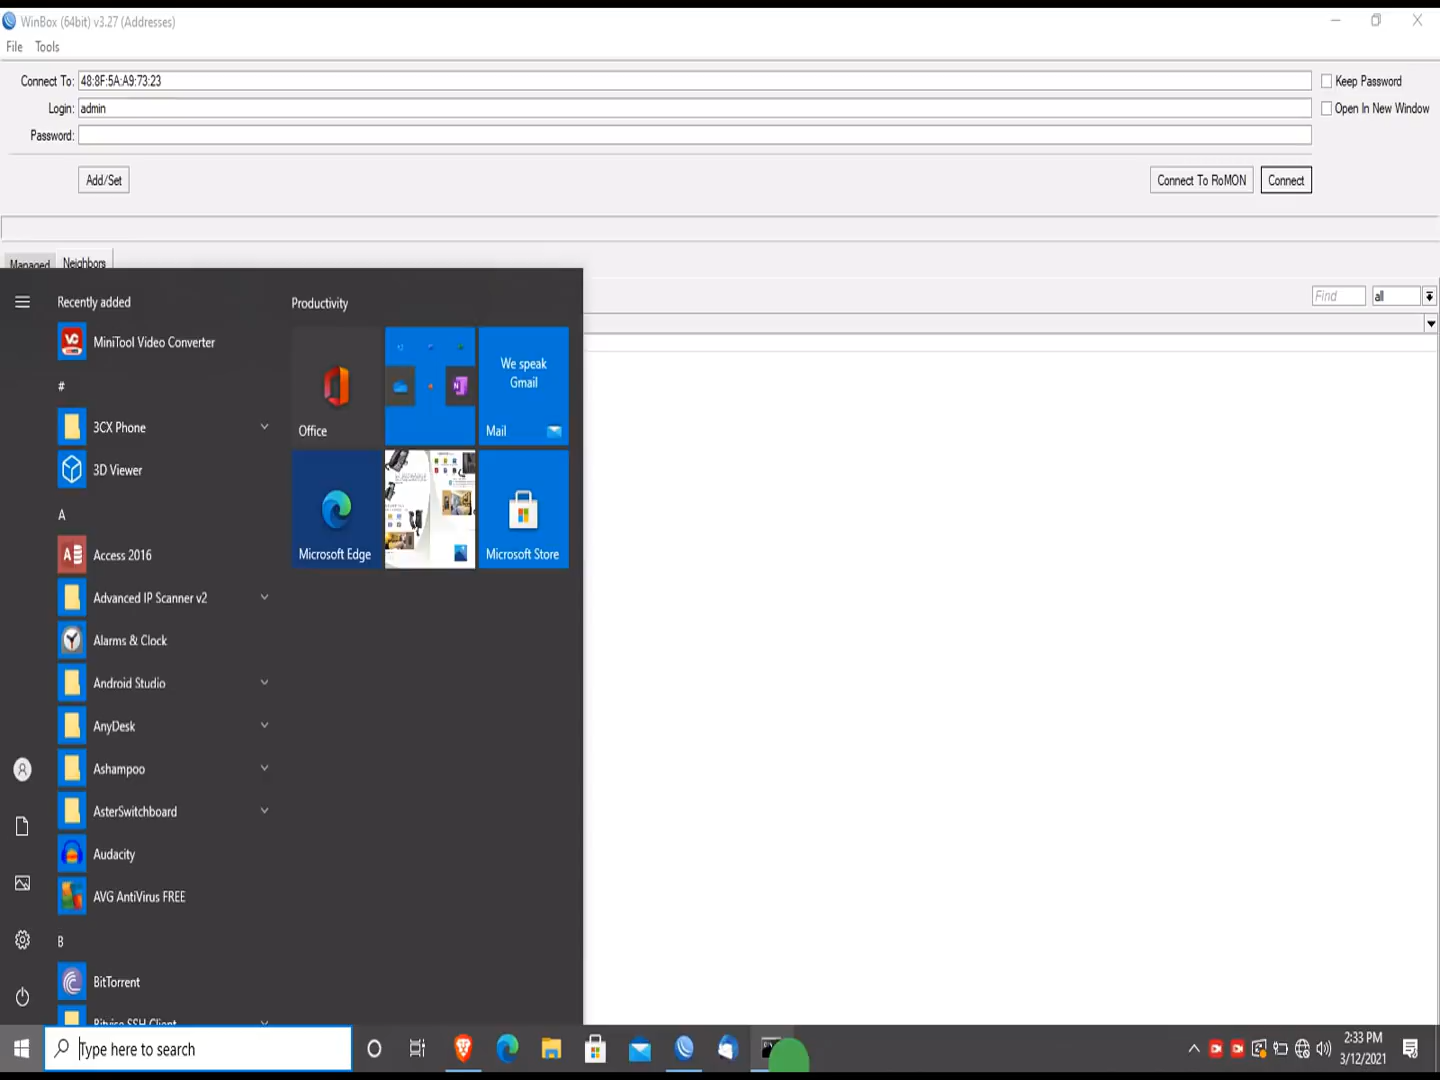 WinBox (64bit) v3.27 (Addresses)
File Tools
Connect To: 48:8F:5A:A9:73:23
Keep Password
Login: admin
Open In New Window
Password:
Add/Set
Connect To RoMON
Connect
Managed
Neighbors
Find
all
Recently added
MiniTool Video Converter
#
3CX Phone
3D Viewer
A
Access 2016
Advanced IP Scanner v2
Alarms & Clock
Android Studio
AnyDesk
Ashampoo
AsterSwitchboard
Audacity
AVG AntiVirus FREE
B
BitTorrent
Bitvise SSH Client
Productivity
Office
We speak
Gmail
Mail
Microsoft Edge
Microsoft Store
Type here to search
2:33 PM
3/12/2021